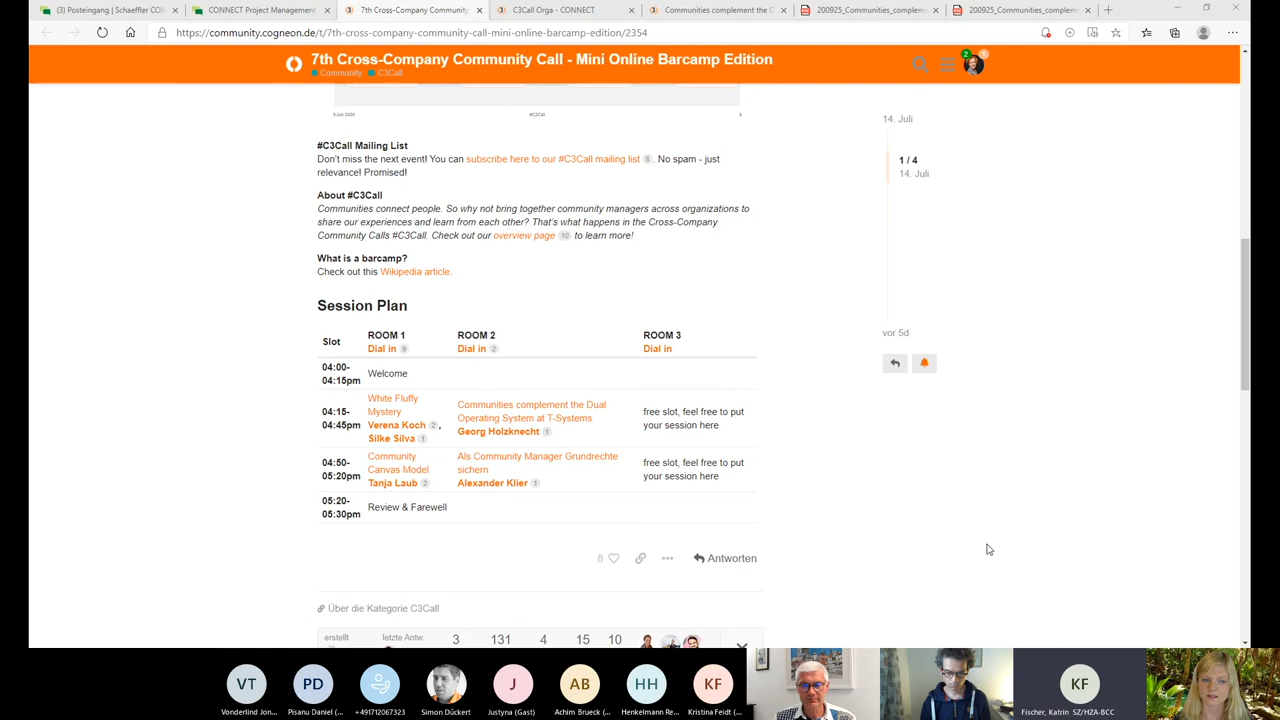 (3) Posteingang | Schaeffler CON
CONNECT Project Management
7th Cross-Company Community
C3Call Orga - CONNECT
Communities complement the D
200925_Communities_complem
200925_Communities_complem
https://community.cogneon.de/t/7th-cross-company-community-call-mini-online-barcamp-edition/2354
7th Cross-Company Community Call - Mini Online Barcamp Edition
Community C3Call
2 1
#C3Call
14. Juli
1 / 4
14. Juli
#C3Call Mailing List
Don't miss the next event! You can subscribe here to our #C3Call mailing list 8 . No spam - just
relevance! Promised!
About #C3Call
Communities connect people. So why not bring together community managers across organizations to
share our experiences and learn from each other? That's what happens in the Cross-Company
Community Calls #C3Call. Check out our overview page 10 to learn more!
What is a barcamp?
Check out this Wikipedia article.
Session Plan
vor 5d
Slot
ROOM 1
Dial in 9
ROOM 2
Dial in 2
ROOM 3
Dial in
04:00-
04:15pm
Welcome
04:15-
04:45pm
White Fluffy
Mystery
Verena Koch 2 ,
Silke Silva 1
Communities complement the Dual
Operating System at T-Systems
Georg Holzknecht 1
free slot, feel free to put
your session here
04:50-
05:20pm
Community
Canvas Model
Tanja Laub 2
Als Community Manager Grundrechte
sichern
Alexander Klier 1
free slot, feel free to put
your session here
05:20-
05:30pm
Review & Farewell
8
Antworten
Über die Kategorie C3Call
erstellt
letzte Antw.
3
131
4
15
10
VT
PD
J
AB
HH
KF
KF
Vonderlind Jon...
Pisanu Daniel (...
+491712067323
Simon Dückert
Justyna (Gast)
Achim Brueck (...
Henkelmann Re...
Kristina Feidt (...
Fischer, Katrin SZ/HZA-BCC